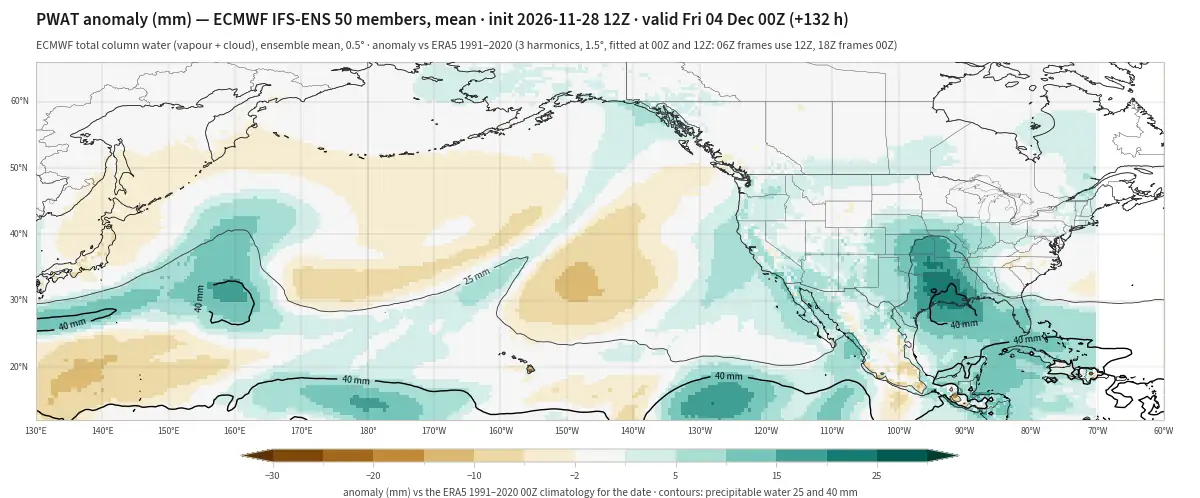 PWAT anomaly (mm) — ECMWF IFS-ENS 50 members, mean · init 2026-11-28 12Z · valid Fri 04 Dec 00Z (+132 h)
ECMWF total column water (vapour + cloud), ensemble mean, 0.5° · anomaly vs ERA5 1991–2020 (3 harmonics, 1.5°, fitted at 00Z and 12Z: 06Z frames use 12Z, 18Z frames 00Z)
60°N
50°N
40°N
30°N
20°N
25 mm
40 mm
40 mm
40 mm
40 mm
40 mm
40 mm
130°E 140°E 150°E 160°E 170°E 180° 170°W 160°W 150°W 140°W 130°W 120°W 110°W 100°W 90°W 80°W 70°W 60°W
−30 −20 −10 −2 5 15 25
anomaly (mm) vs the ERA5 1991–2020 00Z climatology for the date · contours: precipitable water 25 and 40 mm